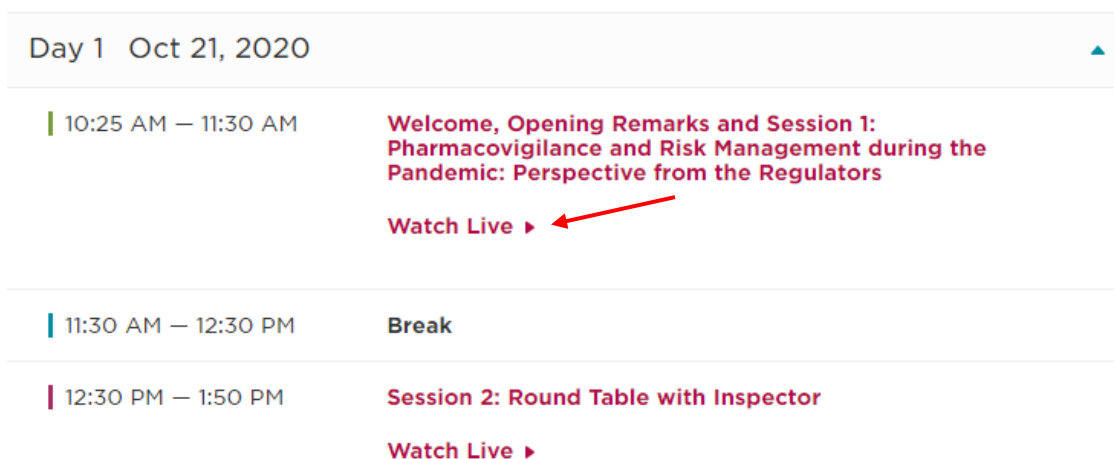 Day 1 Oct 21, 2020
10:25 AM — 11:30 AM
Welcome, Opening Remarks and Session 1:
Pharmacovigilance and Risk Management during the
Pandemic: Perspective from the Regulators
Watch Live
11:30 AM — 12:30 PM
Break
12:30 PM — 1:50 PM
Session 2: Round Table with Inspector
Watch Live